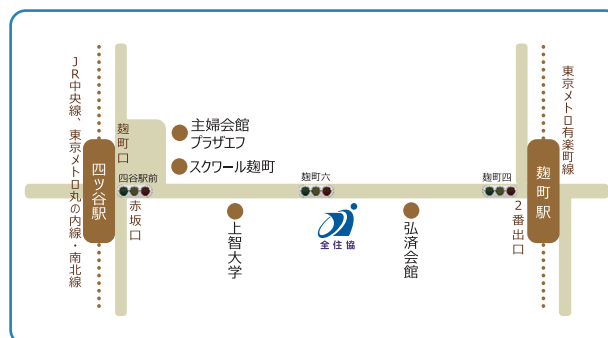 JR中央線、東京メトロ丸の内線・南北線
四ツ谷駅
麹町口
四谷駅前
赤坂口
主婦会館
プラザエフ
スクワール麹町
上智大学
麹町六
全住協
弘済会館
麹町四
2番出口
麹町駅
東京メトロ有楽町線